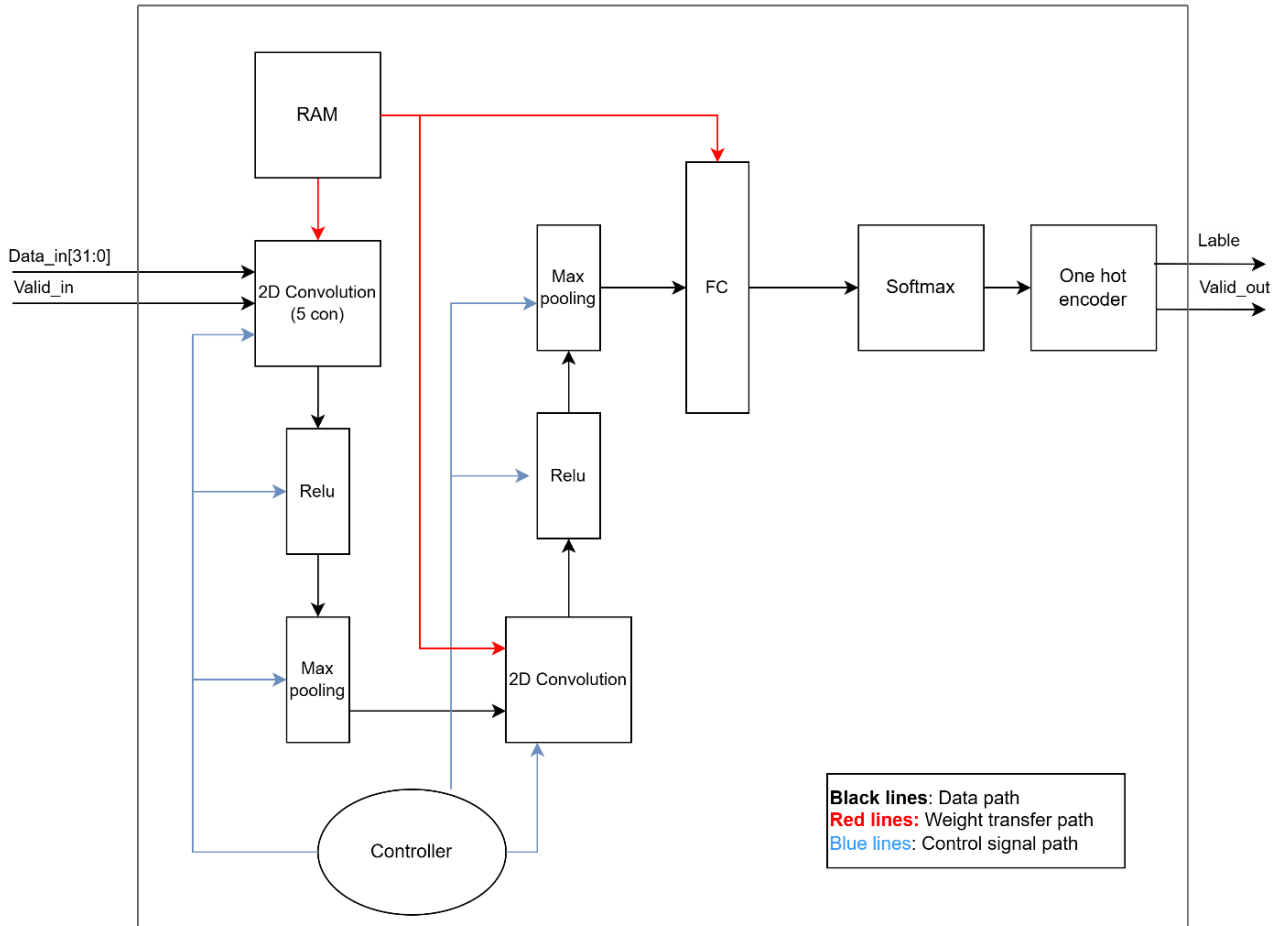 RAM
Data_in[31:0]
Valid_in
2D Convolution
(5 con)
Relu
Max
pooling
Controller
2D Convolution
Relu
Max
pooling
FC
Softmax
One hot
encoder
Lable
Valid_out
Black lines: Data path
Red lines: Weight transfer path
Blue lines: Control signal path